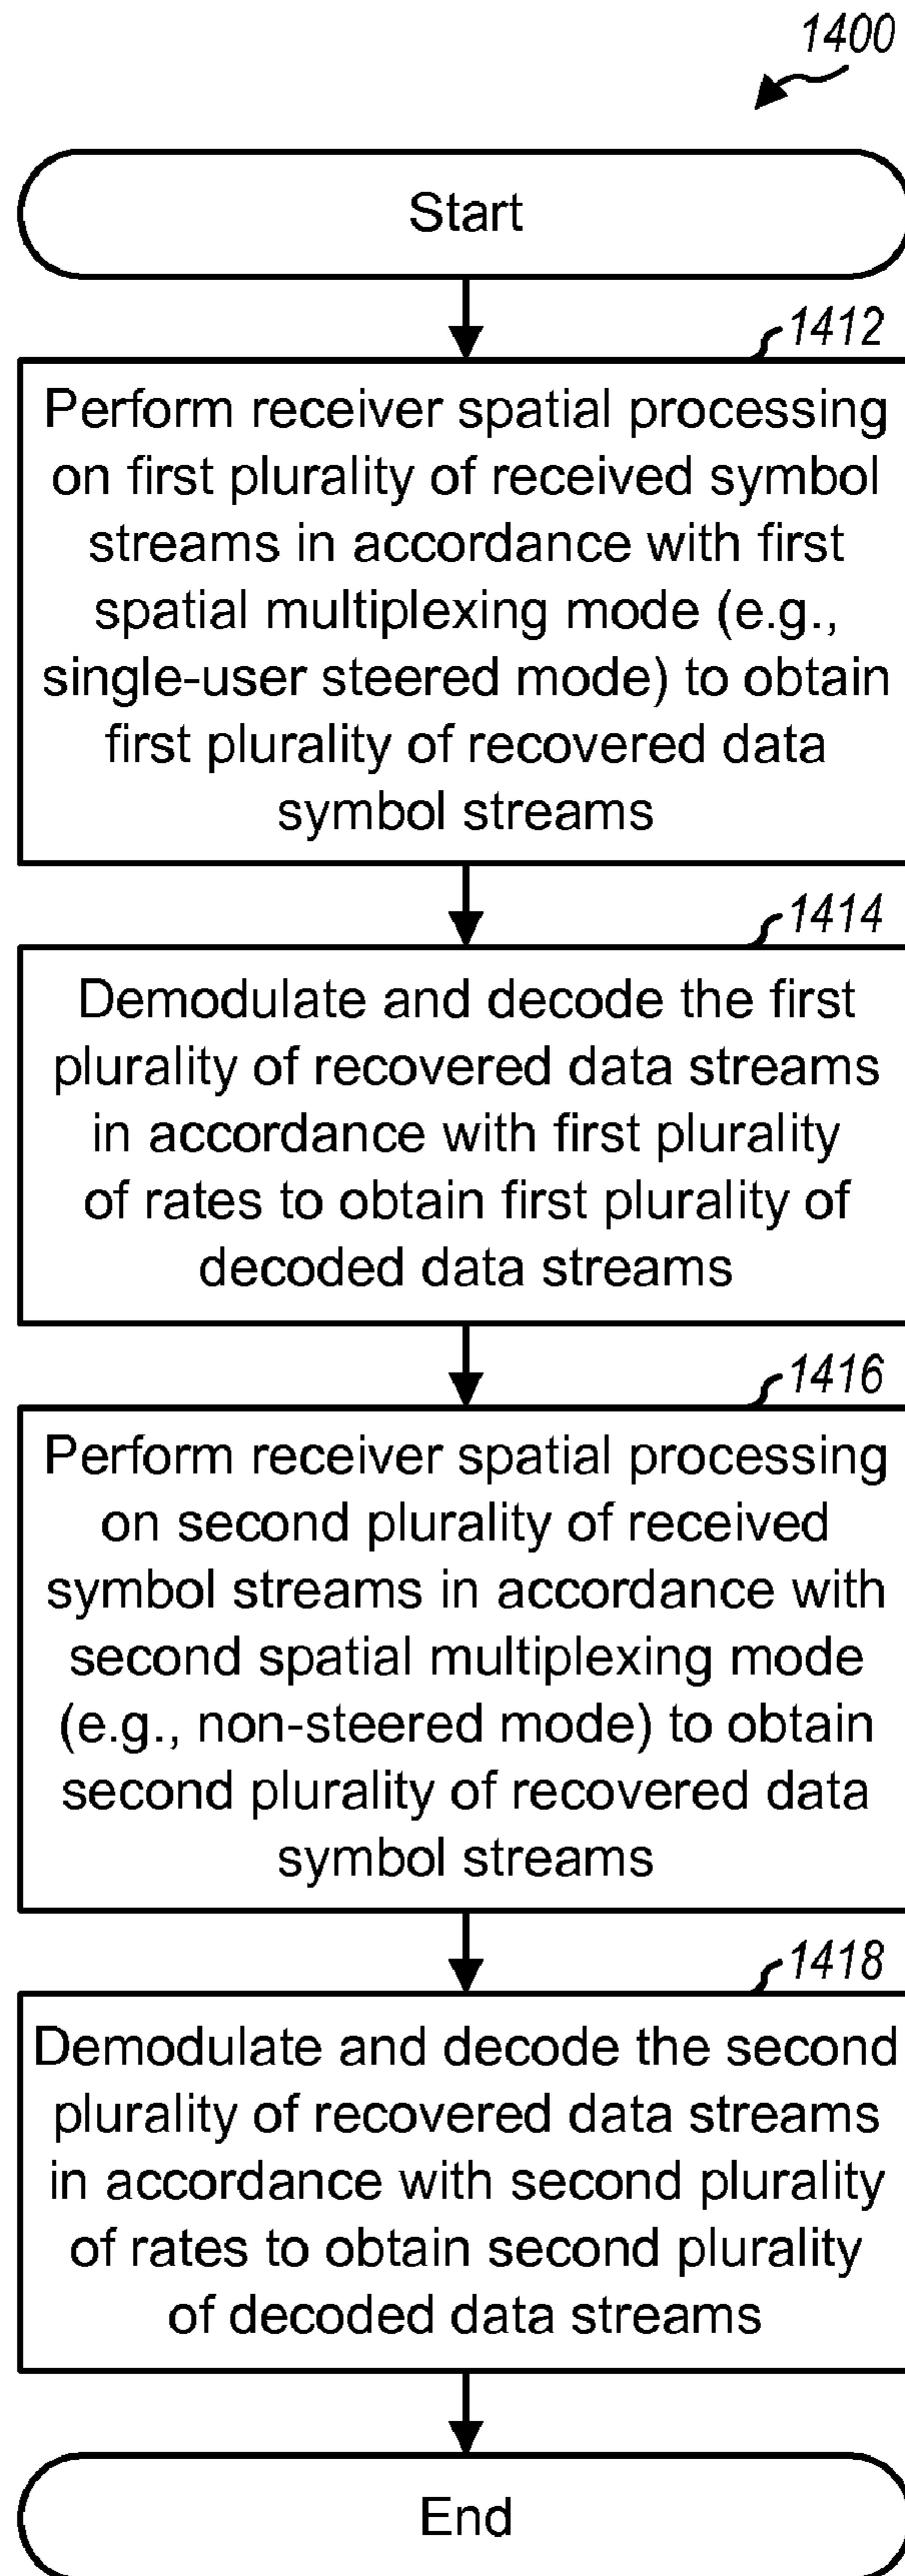 1400
Start
1412
Perform receiver spatial processing
on first plurality of received symbol
streams in accordance with first
spatial multiplexing mode (e.g.,
single-user steered mode) to obtain
first plurality of recovered data
symbol streams
1414
Demodulate and decode the first
plurality of recovered data streams
in accordance with first plurality
of rates to obtain first plurality of
decoded data streams
1416
Perform receiver spatial processing
on second plurality of received
symbol streams in accordance with
second spatial multiplexing mode
(e.g., non-steered mode) to obtain
second plurality of recovered data
symbol streams
1418
Demodulate and decode the second
plurality of recovered data streams
in accordance with second plurality
of rates to obtain second plurality
of decoded data streams
End